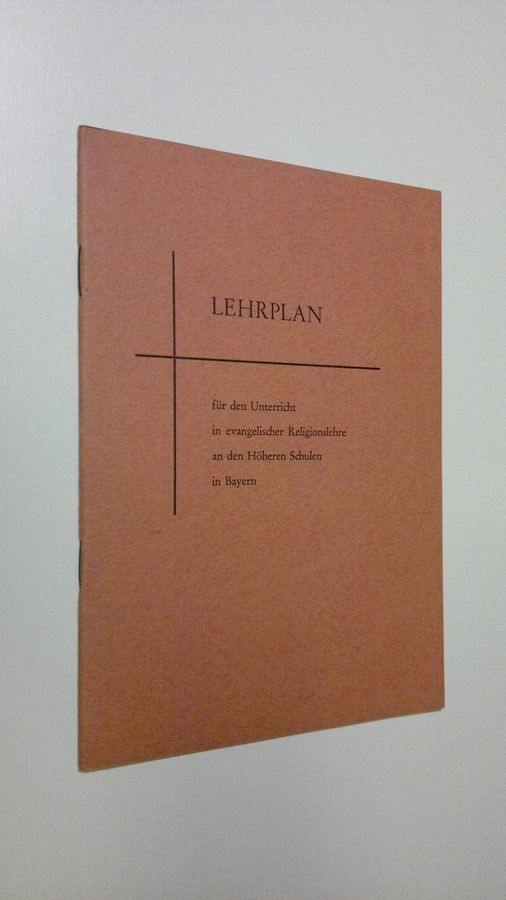 LEHRPLAN
für den Unterricht
in evangelischer Religionslehre
an den Höheren Schulen
in Bayern